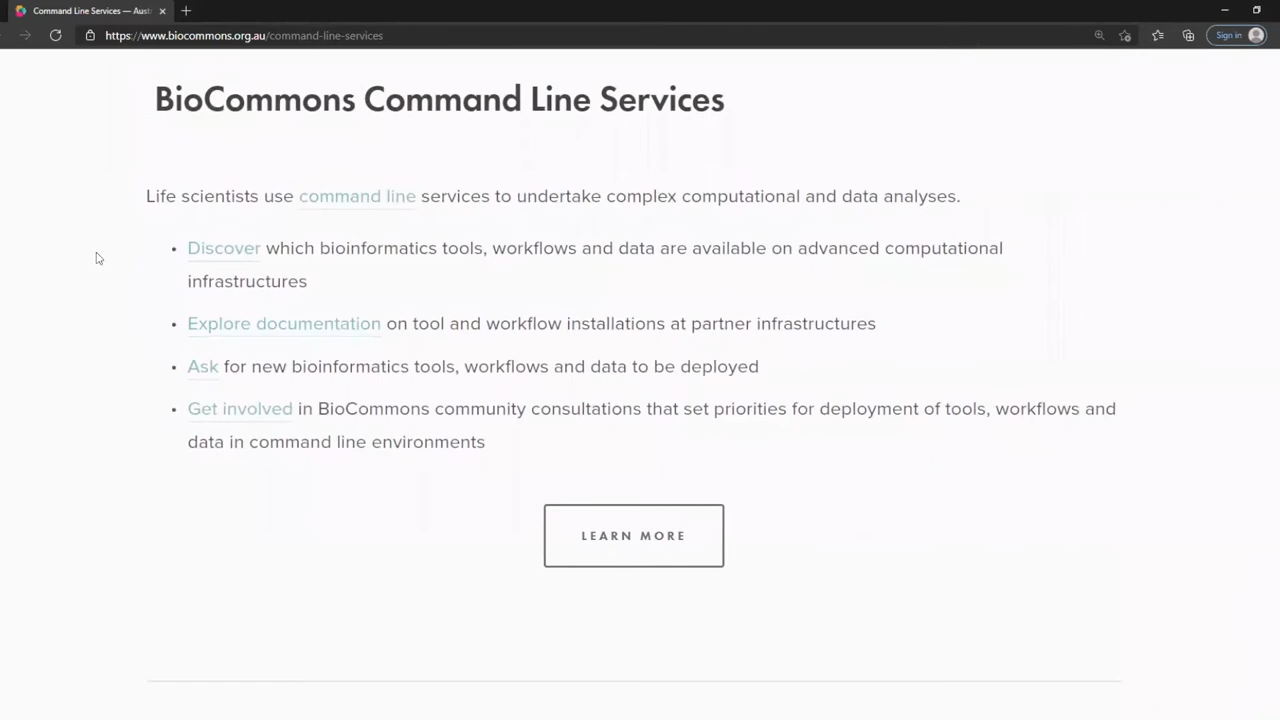 Command Line Services — Aust
https://www.biocommons.org.au/command-line-services
Sign in
BioCommons Command Line Services
Life scientists use command line services to undertake complex computational and data analyses.
• Discover which bioinformatics tools, workflows and data are available on advanced computational
infrastructures
• Explore documentation on tool and workflow installations at partner infrastructures
• Ask for new bioinformatics tools, workflows and data to be deployed
• Get involved in BioCommons community consultations that set priorities for deployment of tools, workflows and
data in command line environments
LEARN MORE